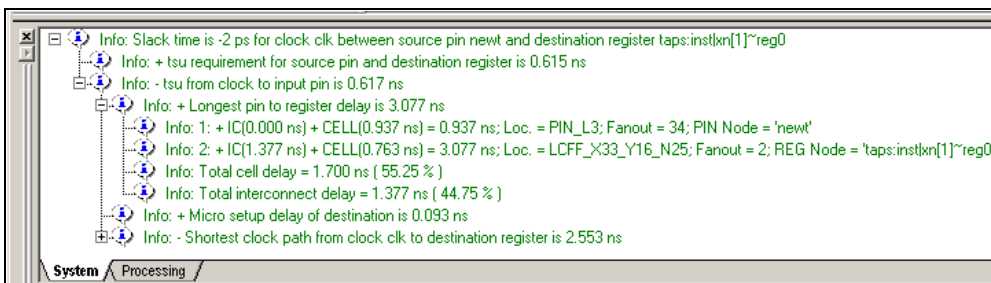 Info: Slack time is -2 ps for clock clk between source pin newt and destination register taps:inst|xn[1]~reg0
Info: + tsu requirement for source pin and destination register is 0.615 ns
Info: - tsu from clock to input pin is 0.617 ns
Info: + Longest pin to register delay is 3.077 ns
Info: 1: + IC(0.000 ns) + CELL(0.937 ns) = 0.937 ns; Loc. = PIN_L3; Fanout = 34; PIN Node = 'newt'
Info: 2: + IC(1.377 ns) + CELL(0.763 ns) = 3.077 ns; Loc. = LCFF_X33_Y16_N25; Fanout = 2; REG Node = 'taps:inst|xn[1]~reg0
Info: Total cell delay = 1.700 ns ( 55.25 % )
Info: Total interconnect delay = 1.377 ns ( 44.75 % )
Info: + Micro setup delay of destination is 0.093 ns
Info: - Shortest clock path from clock clk to destination register is 2.553 ns
System Processing